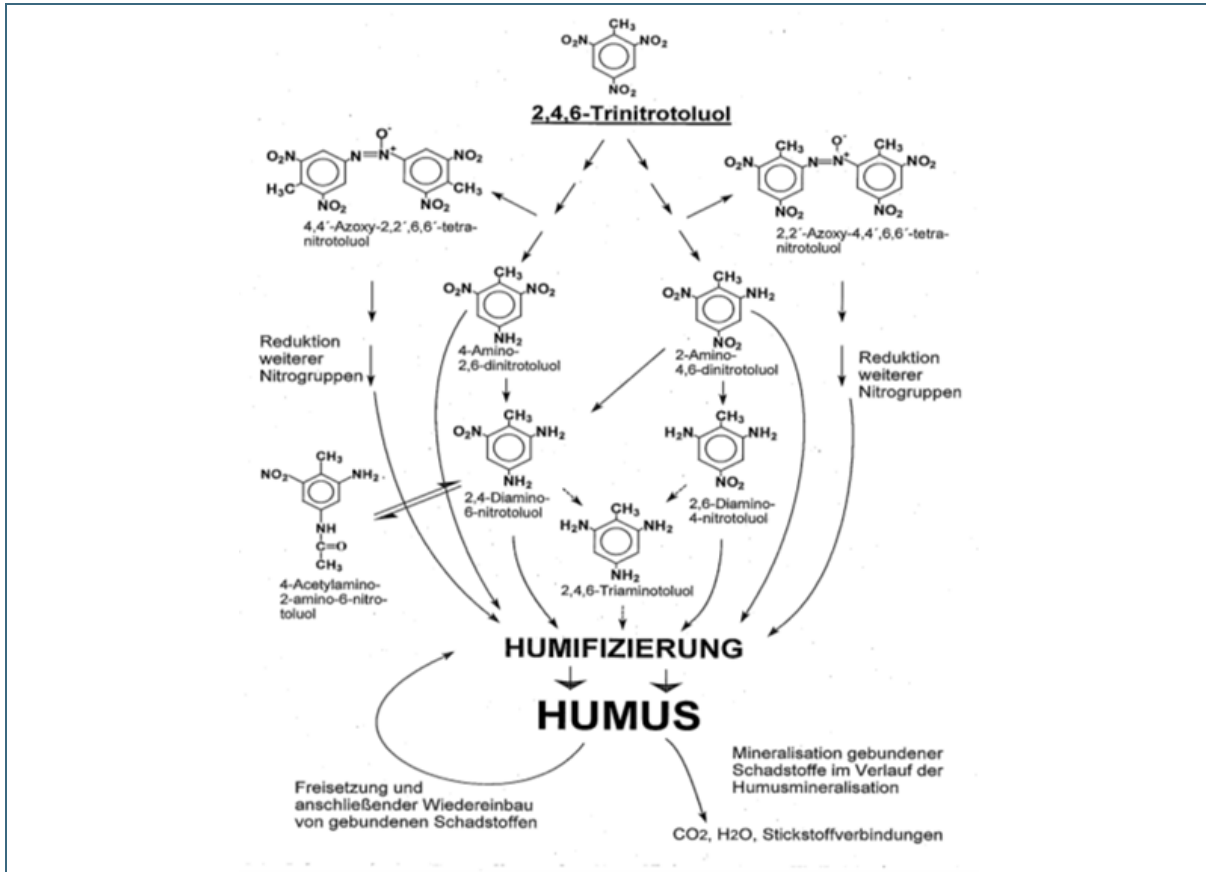 CH3
O2N
NO2
NO2
2,4,6-Trinitrotoluol
O-
O2N
N=N+
NO2
H3C
CH3
NO2
NO2
4,4´-Azoxy-2,2´,6,6´-tetra-
nitrotoluol
O-
CH3
CH3
O2N
N=N+
NO2
NO2
NO2
2,2´-Azoxy-4,4´,6,6´-tetra-
nitrotoluol
CH3
O2N
NO2
NH2
4-Amino-
2,6-dinitrotoluol
CH3
O2N
NH2
NO2
2-Amino-
4,6-dinitrotoluol
Reduktion
weiterer
Nitrogruppen
Reduktion
weiterer
Nitrogruppen
CH3
O2N
NH2
NH2
2,4-Diamino-
6-nitrotoluol
CH3
H2N
NH2
NO2
2,6-Diamino-
4-nitrotoluol
CH3
NO2
NH2
NH
C=O
CH3
4-Acetylamino-
2-amino-6-nitro-
toluol
CH3
H2N
NH2
NH2
2,4,6-Triaminotoluol
HUMIFIZIERUNG
HUMUS
Freisetzung und
anschließender Wiedereinbau
von gebundenen Schadstoffen
Mineralisation gebundener
Schadstoffe im Verlauf der
Humusmineralisation
CO2, H2O, Stickstoffverbindungen